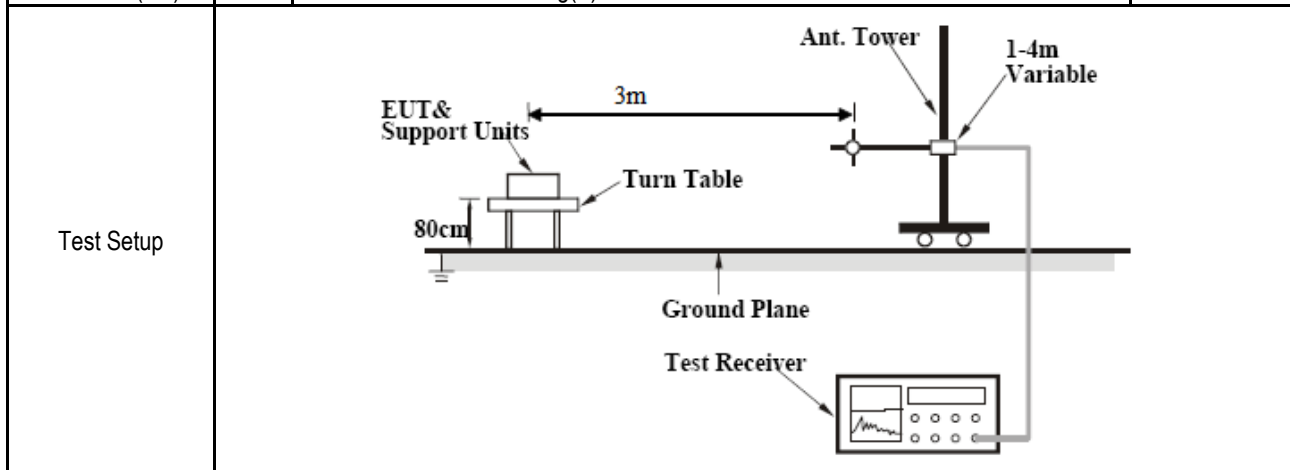 Test Setup
Ant. Tower
1-4m
Variable
3m
EUT&
Support Units
Turn Table
80cm
Ground Plane
Test Receiver